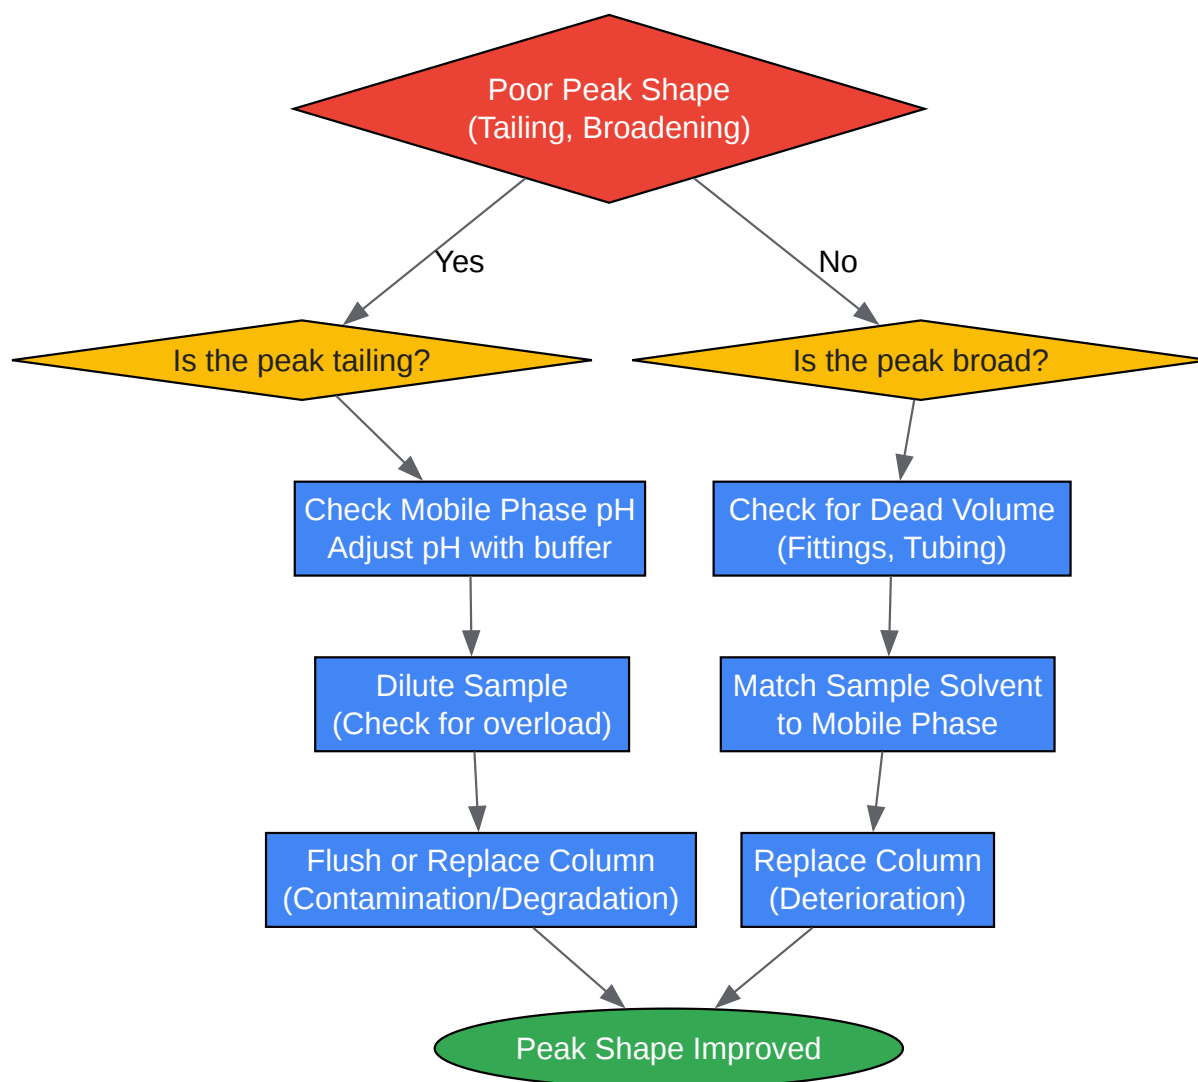 Poor Peak Shape
(Tailing, Broadening)
Yes
No
Is the peak tailing?
Is the peak broad?
Check Mobile Phase pH
Adjust pH with buffer
Check for Dead Volume
(Fittings, Tubing)
Dilute Sample
(Check for overload)
Match Sample Solvent
to Mobile Phase
Flush or Replace Column
(Contamination/Degradation)
Replace Column
(Deterioration)
Peak Shape Improved